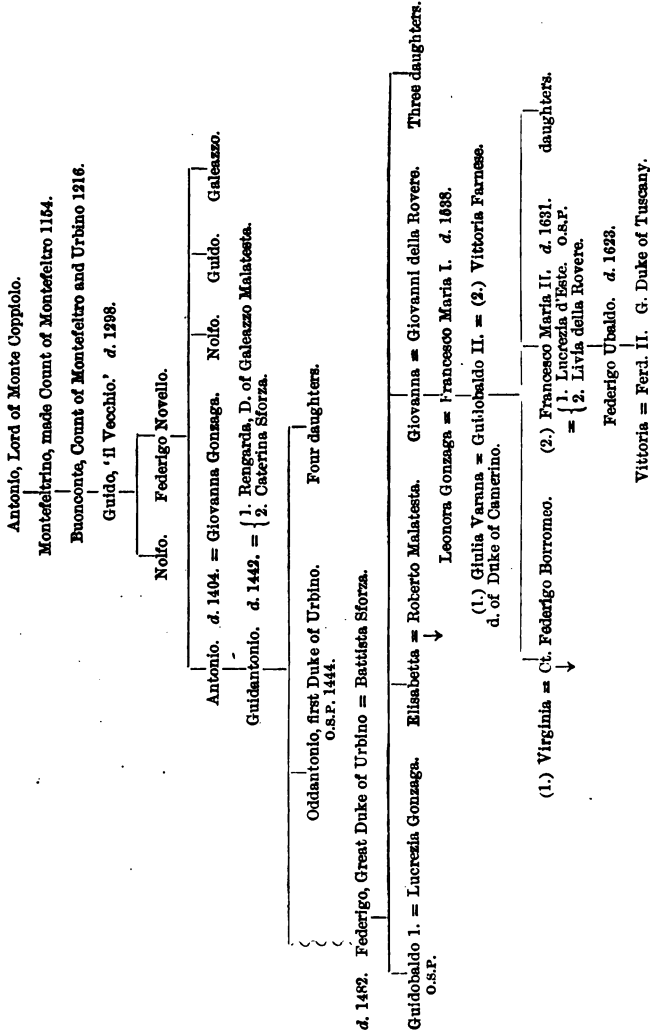 Antonio, Lord of Monte Coppiolo.
Montefeltrino, made Count of Montefeltro 1154.
Buonconta, Count of Montefeltro and Urbino 1216.
Guido, 'Il Vecchio.' d. 1298.
Nolfo. Federigo Novello.
Antonio. d. 1404. = Giovanna Gonzaga. Nolfo. Guido. Galeazzo.
Guidantonio. d. 1442. = { 1. Rengarda, D. of Galeazzo Malatesta.
2. Caterina Sforza.
Oddantonio, first Duke of Urbino. Four daughters.
O.S.P. 1444.
d. 1482. Federigo, Great Duke of Urbino = Battista Sforza.
Guidobaldo 1. = Lucrezia Gonzaga. Elisabetta = Roberto Malatesta. Giovanna = Giovanni della Rovere. Three daughters.
O.S.P.
Leonora Gonzaga = Francesco Maria I. d. 1538.
(1.) Giulia Varana = Guidobaldo II. = (2.) Vittoria Farnese.
d. of Duke of Camerino.
(1.) Virginia = Ct. Federigo Borromeo. (2.) Francesco Maria II. d. 1631. daughters.
= { 1. Lucrezia d'Este. O.S.P.
2. Livia della Rovere.
Federigo Ubaldo. d. 1623.
Vittoria = Ferd. II. G. Duke of Tuscany.